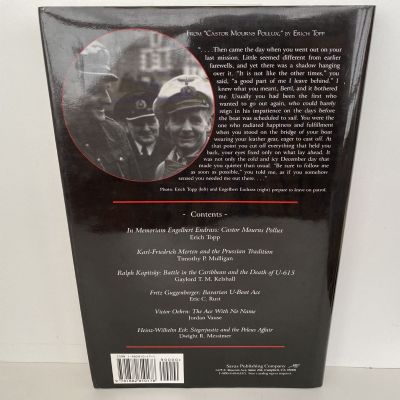 FROM "CASTOR MOURNS POLLUX," BY ERICH TOPP
". . . .Then came the day when you went out on your
last mission. Little seemed different from earlier
farewells, and yet there was a shadow hanging
over it. "It is not like the other times," you
said, "a good part of me I leave behind." I
knew what you meant, Bertl, and it bothered
me. Usually you had been the first who
wanted to go out again, who could barely
reign in his impatience on the days before
the boat was scheduled to sail. You were the
one who radiated happiness and fulfillment
when you stood on the bridge of your boat
wearing your leather gear, eager to cast off. At
that point you cut off everything that held you
back, your eyes fixed only on what lay ahead. It
was not only the cold and icy December day that
made you quieter than usual. "Be sure to follow me
as soon as possible," you told me, as if you somehow
sensed you needed me out there. . . ."
Photo: Erich Topp (left) and Engelbert Endrass (right) prepare to leave on patrol.
- Contents -
In Memoriam Engelbert Endrass: Castor Mourns Pollux
Erich Topp
Karl-Friedrich Merten and the Prussian Tradition
Timothy P. Mulligan
Ralph Kapitzky: Battle in the Caribbean and the Death of U-615
Gaylord T. M. Kelshall
Fritz Guggenberger: Bavarian U-Boat Ace
Eric C. Rust
Victor Oehrn: The Ace With No Name
Jordan Vause
Heinz-Wilhelm Eck: Siegerjustiz and the Peleus Affair
Dwight R. Messimer
90000
Savas Publishing Company